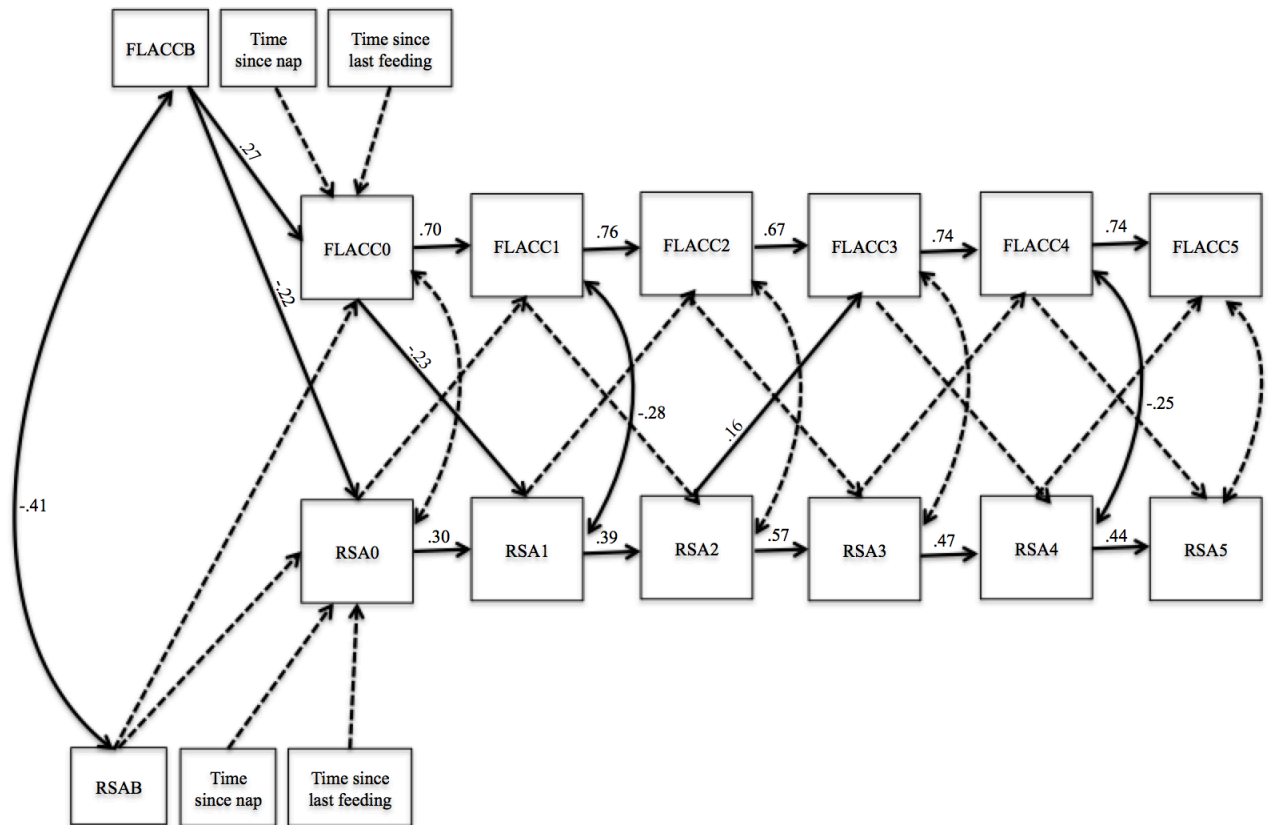 FLACCB
Time
since nap
Time since
last feeding
.27
-.22
FLACC0
.70
FLACC1
.76
FLACC2
.67
FLACC3
.74
FLACC4
.74
FLACC5
-.23
-.28
.16
-.25
-.41
RSA0
.30
RSA1
.39
RSA2
.57
RSA3
.47
RSA4
.44
RSA5
RSAB
Time
since nap
Time since
last feeding